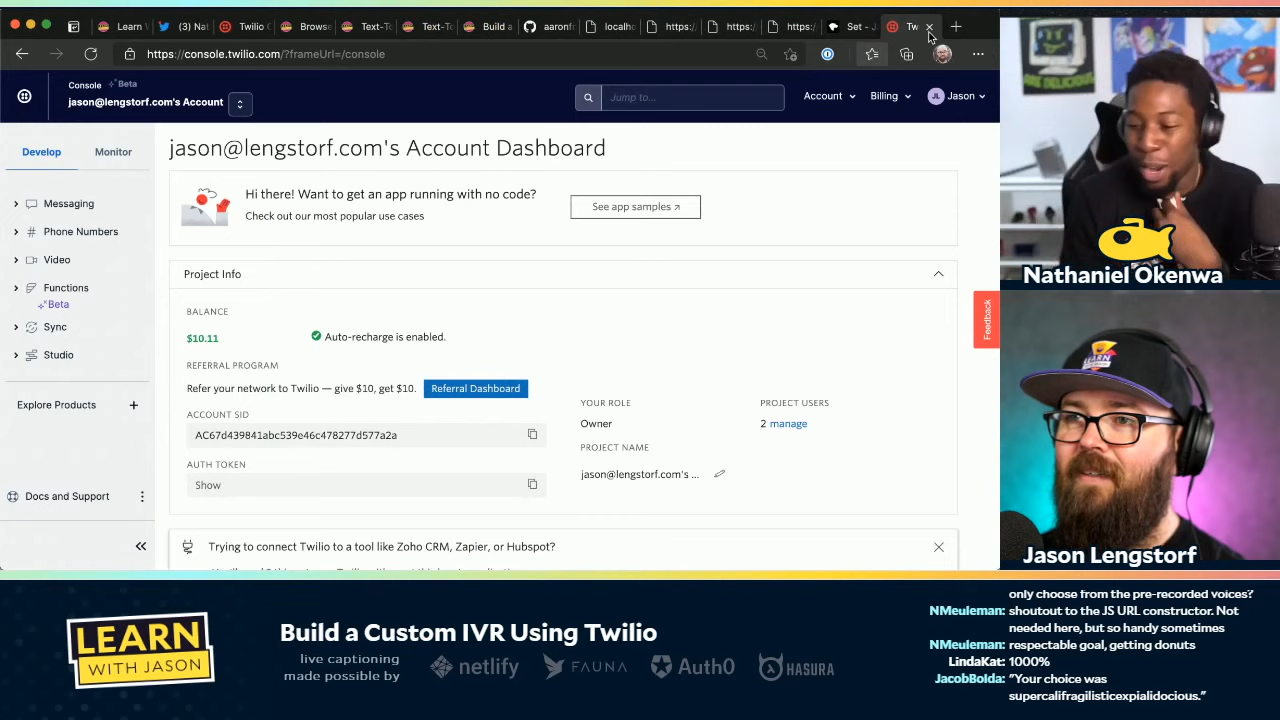 Learn V
(3) Nat
Twilio C
Browse
Text-To
Text-To
Build a
aaronfr
localho
https:/
https:/
https:/
Set - J
Tw
https://console.twilio.com/?frameUrl=/console
Console Beta
jason@lengstorf.com's Account
Jump to...
Account
Billing
JL Jason
Develop
Monitor
Messaging
Phone Numbers
Video
Functions
Beta
Sync
Studio
Explore Products +
Docs and Support
jason@lengstorf.com's Account Dashboard
Hi there! Want to get an app running with no code?
Check out our most popular use cases
See app samples
Project Info
BALANCE
$10.11
Auto-recharge is enabled.
REFERRAL PROGRAM
Refer your network to Twilio — give $10, get $10.
Referral Dashboard
ACCOUNT SID
AC67d439841abc539e46c478277d577a2a
AUTH TOKEN
Show
YOUR ROLE
Owner
PROJECT USERS
2 manage
PROJECT NAME
jason@lengstorf.com's ...
Trying to connect Twilio to a tool like Zoho CRM, Zapier, or Hubspot?
Feedback
Nathaniel Okenwa
Jason Lengstorf
LEARN
WITH JASON
Build a Custom IVR Using Twilio
live captioning
made possible by
netlify
FAUNA
Auth0
HASURA
only choose from the pre-recorded voices?
NMeuleman: shoutout to the JS URL constructor. Not
needed here, but so handy sometimes
NMeuleman: respectable goal, getting donuts
LindaKat: 1000%
JacobBolda: "Your choice was
supercalifragilisticexpialidocious."